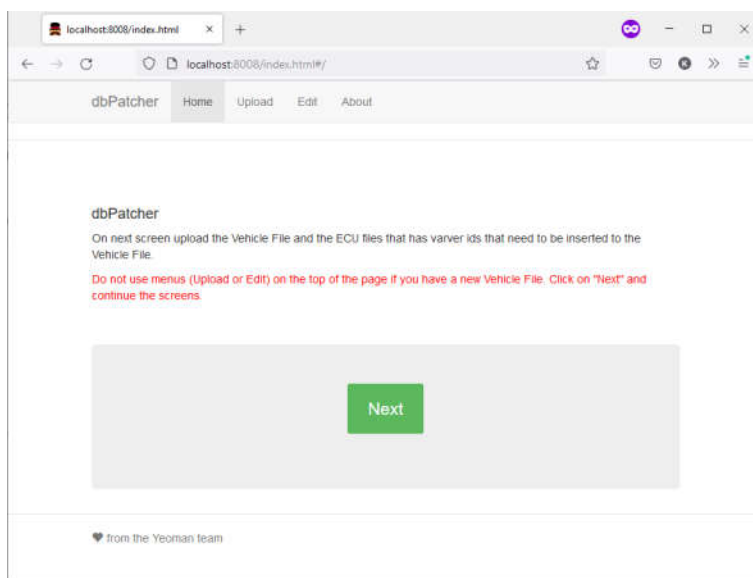 localhost:8008/index.html
localhost:8008/index.html#/
dbPatcher Home Upload Edit About
dbPatcher
On next screen upload the Vehicle File and the ECU files that has varver ids that need to be inserted to the
Vehicle File.
Do not use menus (Upload or Edit) on the top of the page if you have a new Vehicle File. Click on "Next" and
continue the screens.
Next
from the Yeoman team